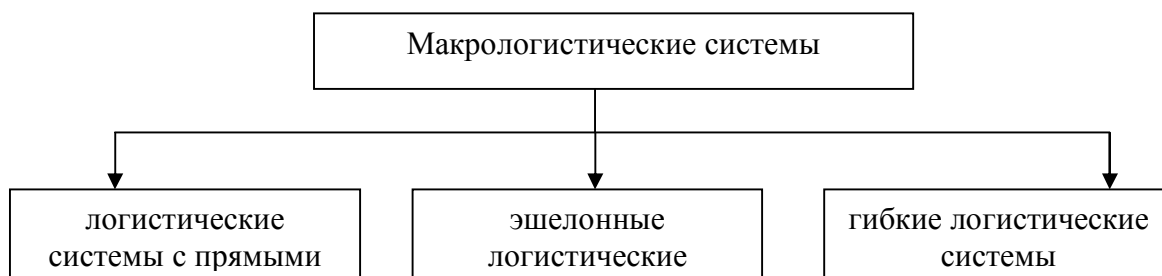 Макрологистические системы
логистические
системы с прямыми
эшелонные
логистические
гибкие логистические
системы